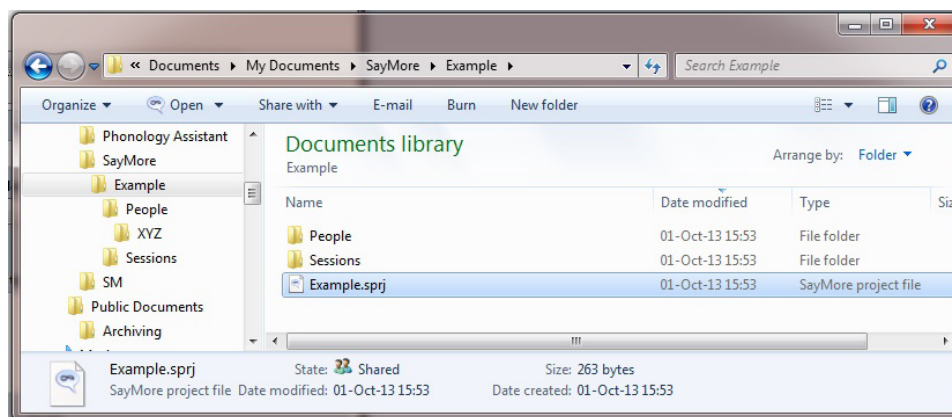 « Documents ▸ My Documents ▸ SayMore ▸ Example ▸ Search Example
Organize ▾ Open ▾ Share with ▾ E-mail Burn New folder
Phonology Assistant
SayMore
Example
People
XYZ
Sessions
SM
Public Documents
Archiving
Documents library
Example
Arrange by: Folder ▾
Name Date modified Type
People 01-Oct-13 15:53 File folder
Sessions 01-Oct-13 15:53 File folder
Example.sprj 01-Oct-13 15:53 SayMore project file
Example.sprj State: Shared Size: 263 bytes
SayMore project file Date modified: 01-Oct-13 15:53 Date created: 01-Oct-13 15:53